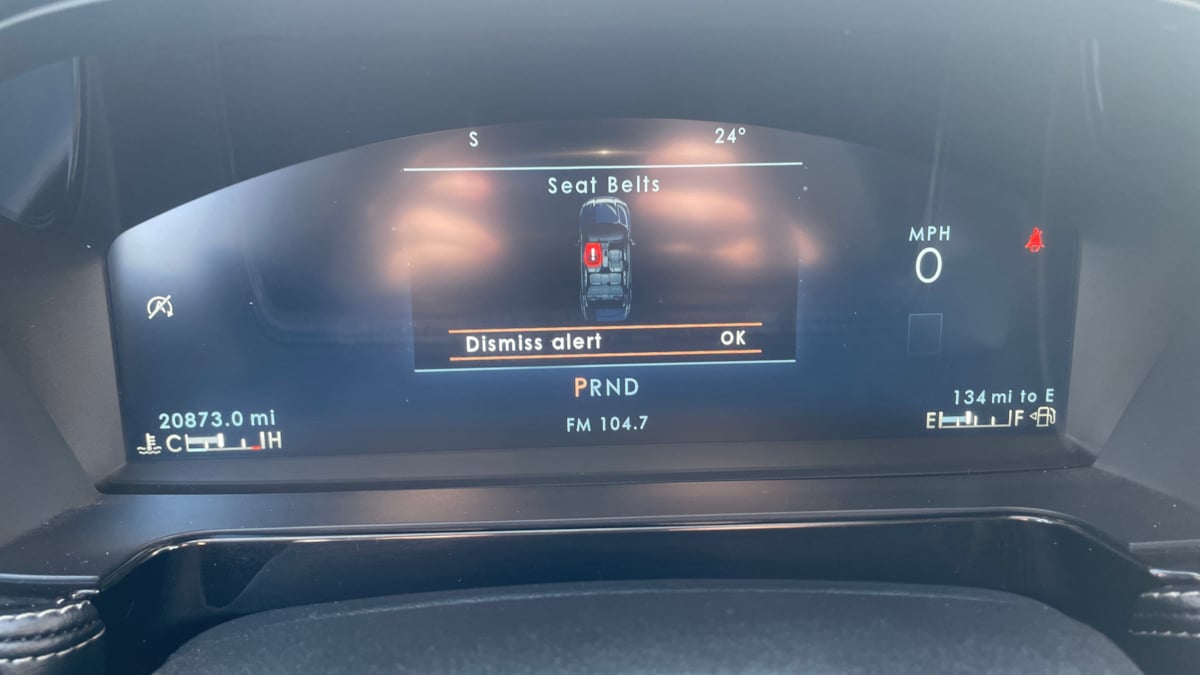 S 24°
Seat Belts
!
MPH
0
Dismiss alert OK
PRND
20873.0 mi
134 mi to E
C H
FM 104.7
E F